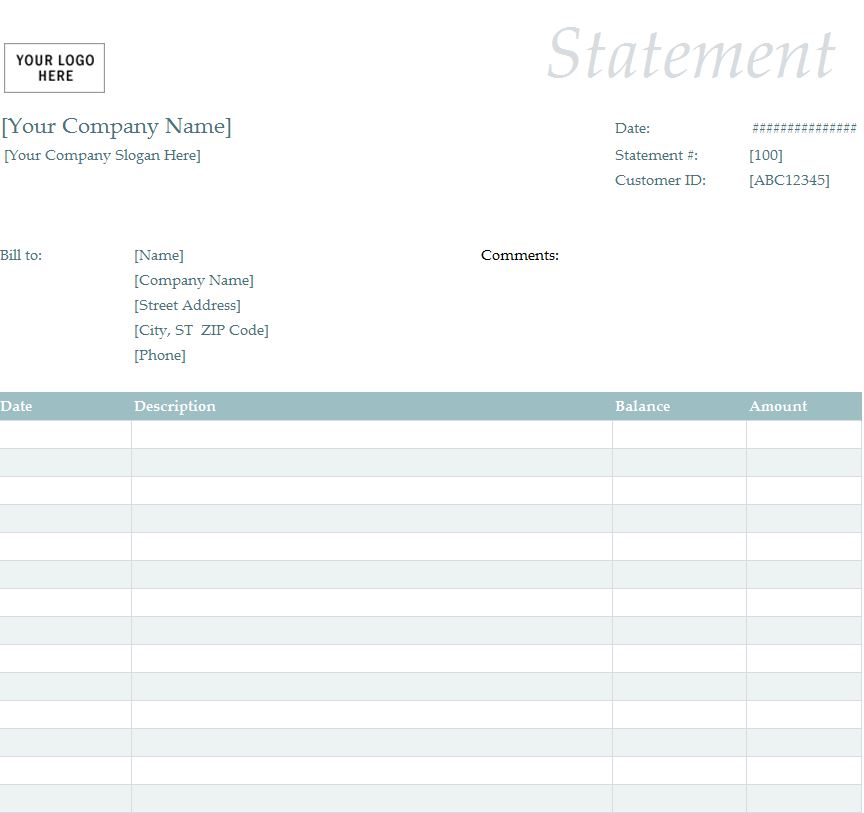 YOUR LOGO
HERE
Statement
[Your Company Name]
[Your Company Slogan Here]
Date: ###############
Statement #: [100]
Customer ID: [ABC12345]
Bill to: [Name] Comments:
[Company Name]
[Street Address]
[City, ST  ZIP Code]
[Phone]
Date Description Balance Amount